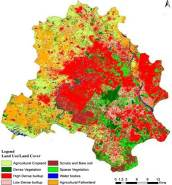 N
Legend
Land Use/Land Cover
Agricultural Cropland
Scrubs and Bare soil
Dense Vegetation
Sparse Vegetation
High Dense builtup
Water bodies
Low Dense builtup
Agricultural Fallowland